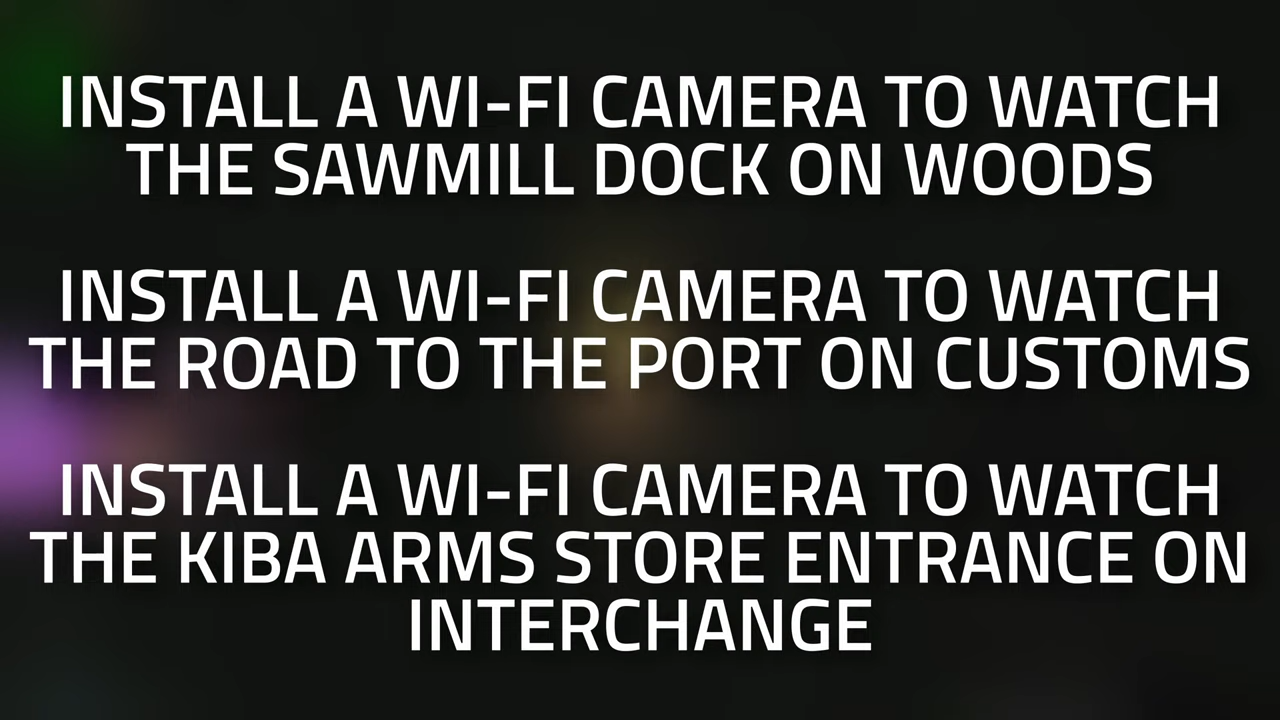 INSTALL A WI-FI CAMERA TO WATCH
THE SAWMILL DOCK ON WOODS
INSTALL A WI-FI CAMERA TO WATCH
THE ROAD TO THE PORT ON CUSTOMS
INSTALL A WI-FI CAMERA TO WATCH
THE KIBA ARMS STORE ENTRANCE ON
INTERCHANGE